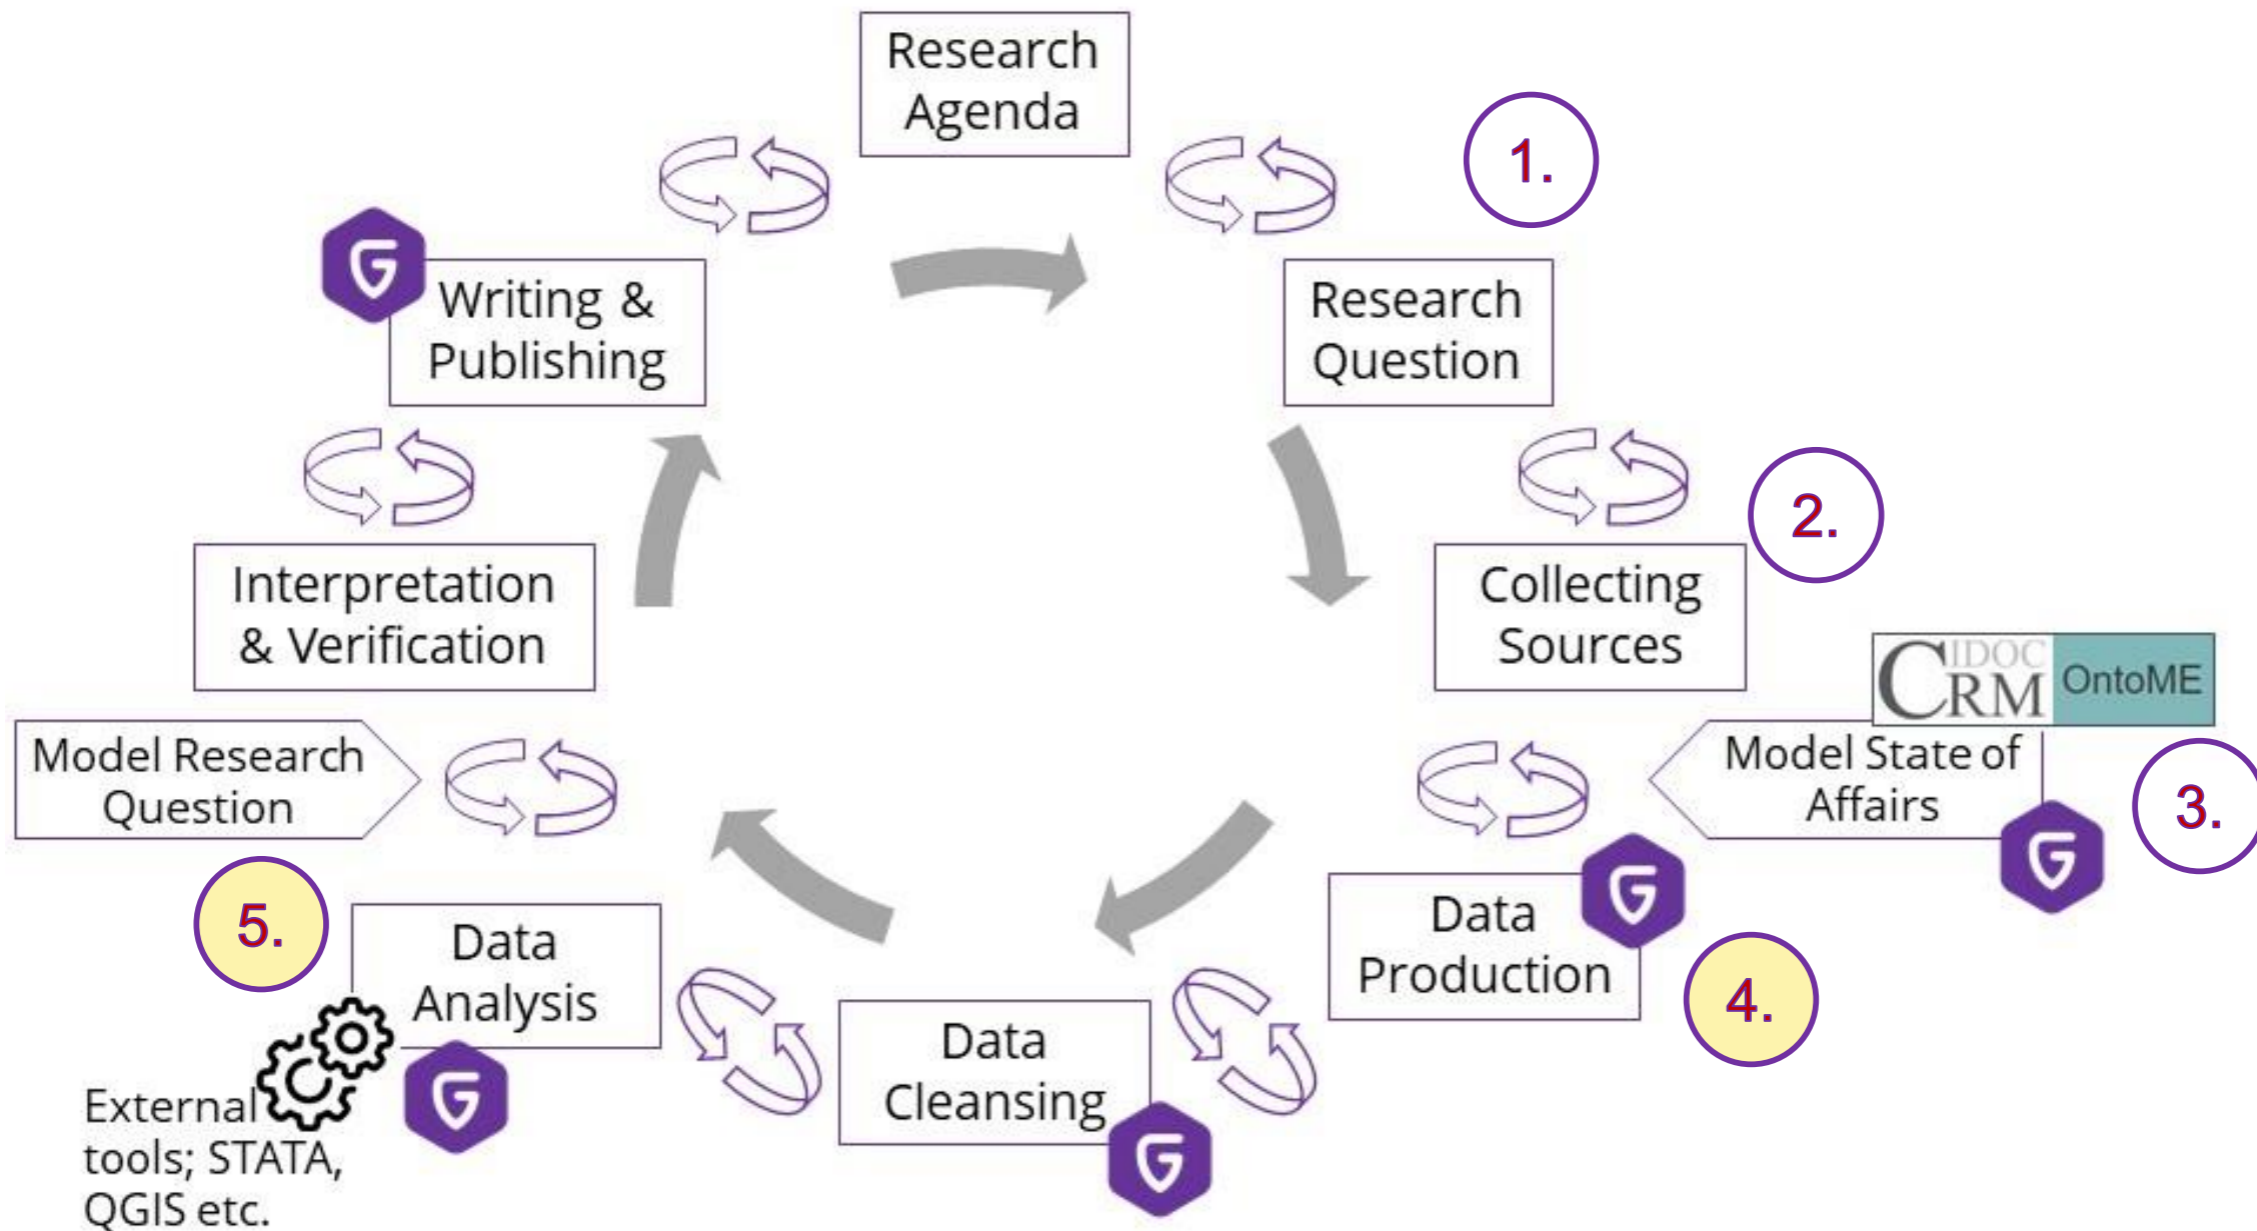 Research
Agenda
1.
G
Writing &
Publishing
Research
Question
2.
Interpretation
& Verification
Collecting
Sources
CIDOC
CRM
OntoME
Model Research
Question
Model State of
Affairs
3.
G
5.
Data
Analysis
Data
Production
G
4.
Data
Cleansing
G
G
External
tools; STATA,
QGIS etc.